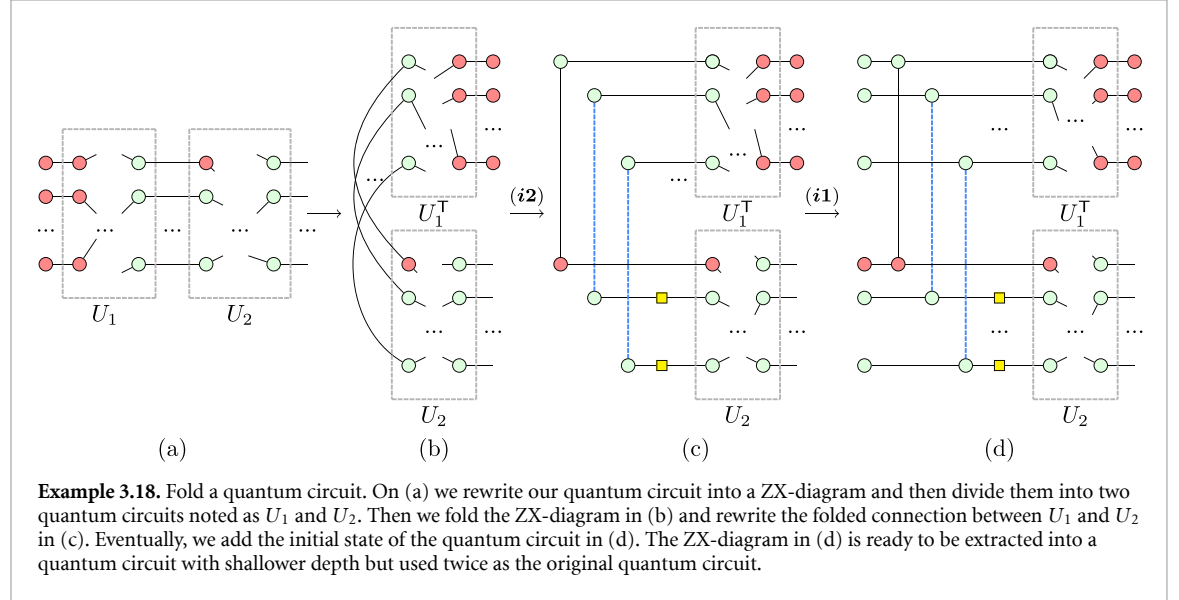 U₁ᵀ
U₁ᵀ
U₁ᵀ
(i2)
(i1)
U₁
U₂
U₂
U₂
U₂
(a)
(b)
(c)
(d)
Example 3.18. Fold a quantum circuit. On (a) we rewrite our quantum circuit into a ZX-diagram and then divide them into two
quantum circuits noted as U₁ and U₂. Then we fold the ZX-diagram in (b) and rewrite the folded connection between U₁ and U₂
in (c). Eventually, we add the initial state of the quantum circuit in (d). The ZX-diagram in (d) is ready to be extracted into a
quantum circuit with shallower depth but used twice as the original quantum circuit.